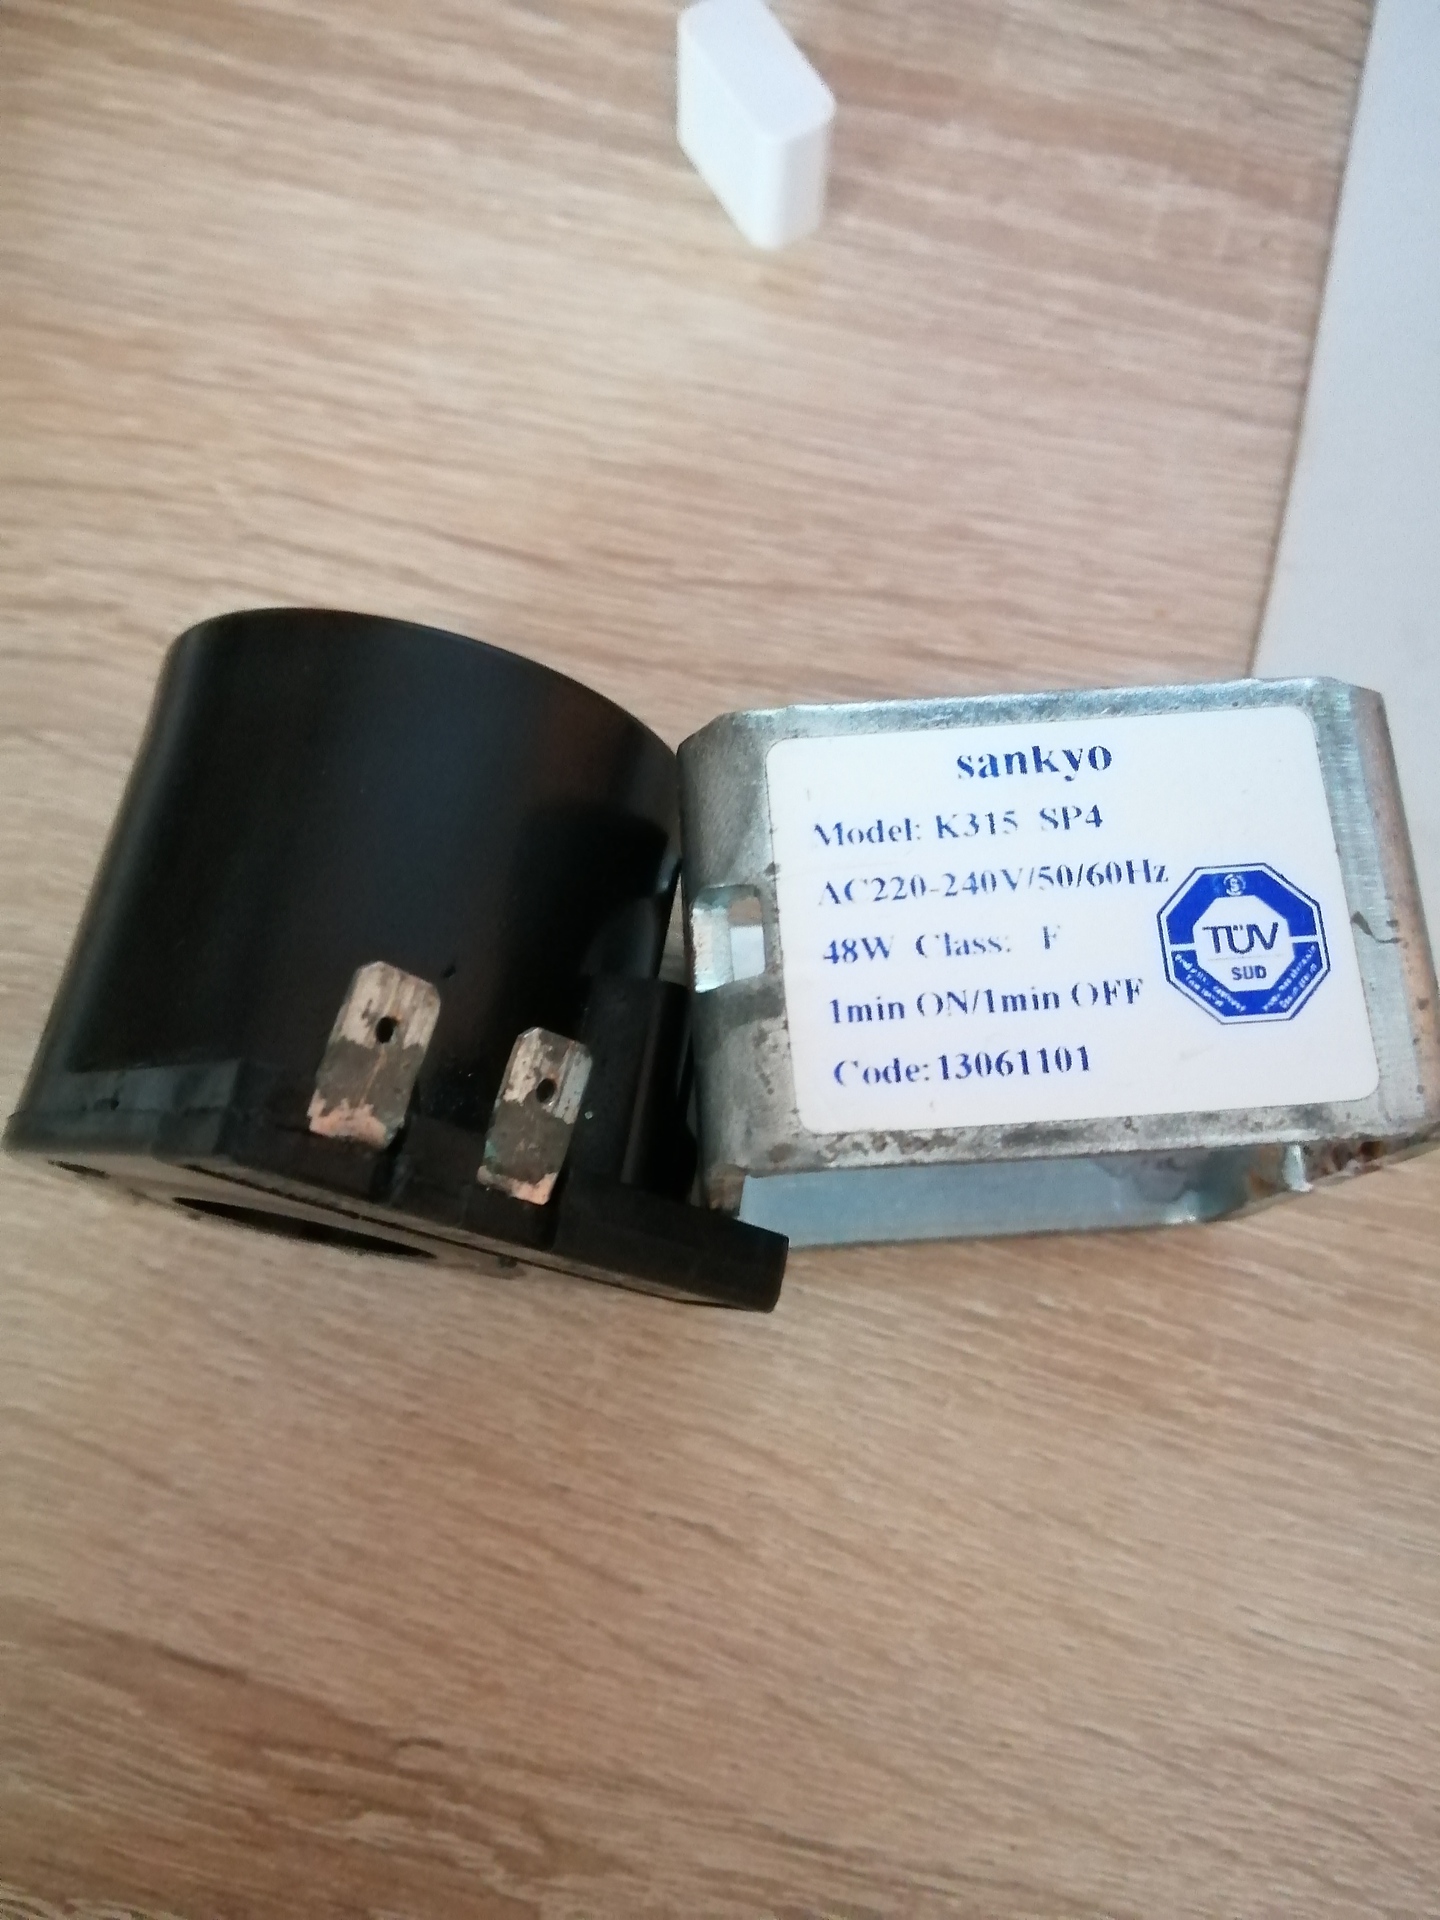 sankyo
Model: K315 SP4
AC220-240V/50/60Hz
48W Class: F
1min ON/1min OFF
Code:13061101
TÜV
SUD